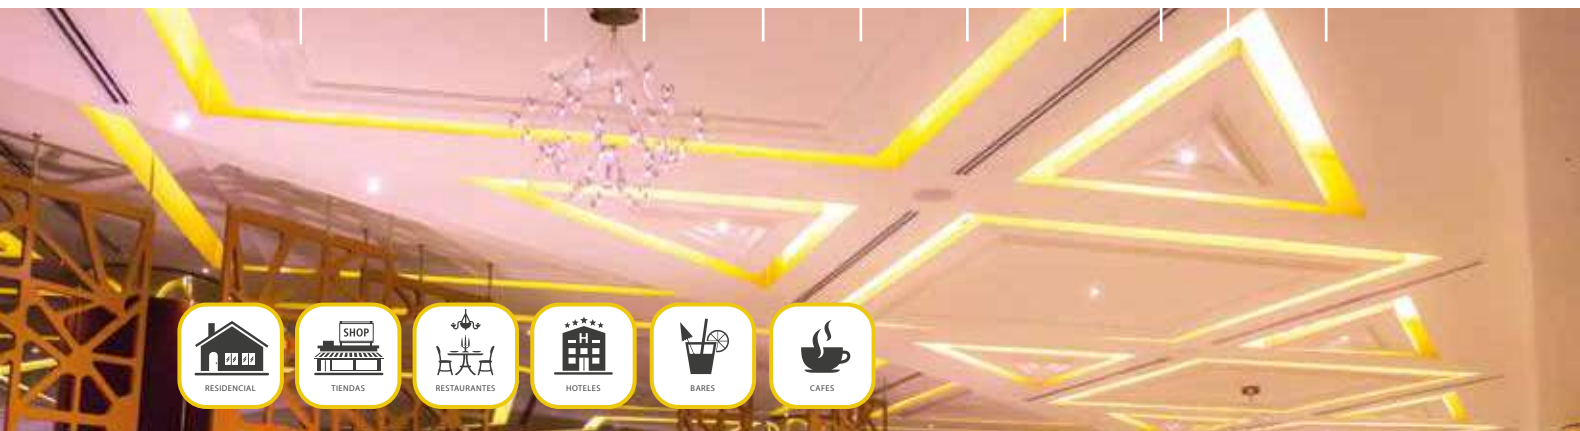 SHOP
H
RESIDENCIAL
TIENDAS
RESTAURANTES
HOTELES
BARES
CAFES